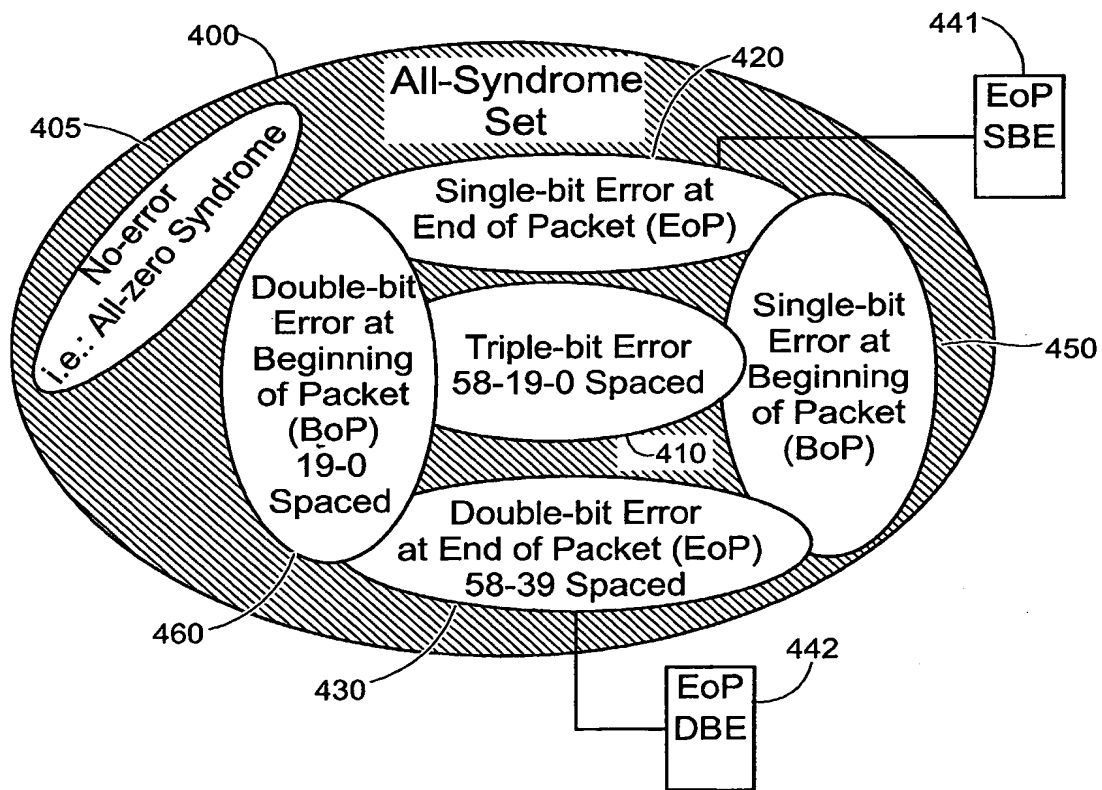 400
420
441
405
All-Syndrome
Set
EoP
SBE
No-error
i.e.: All-zero Syndrome
Single-bit Error at
End of Packet (EoP)
Double-bit
Error at
Beginning
of Packet
(BoP)
19-0
Spaced
Triple-bit Error
58-19-0 Spaced
Single-bit
Error at
Beginning
of Packet
(BoP)
450
410
Double-bit Error
at End of Packet (EoP)
58-39 Spaced
460
430
442
EoP
DBE